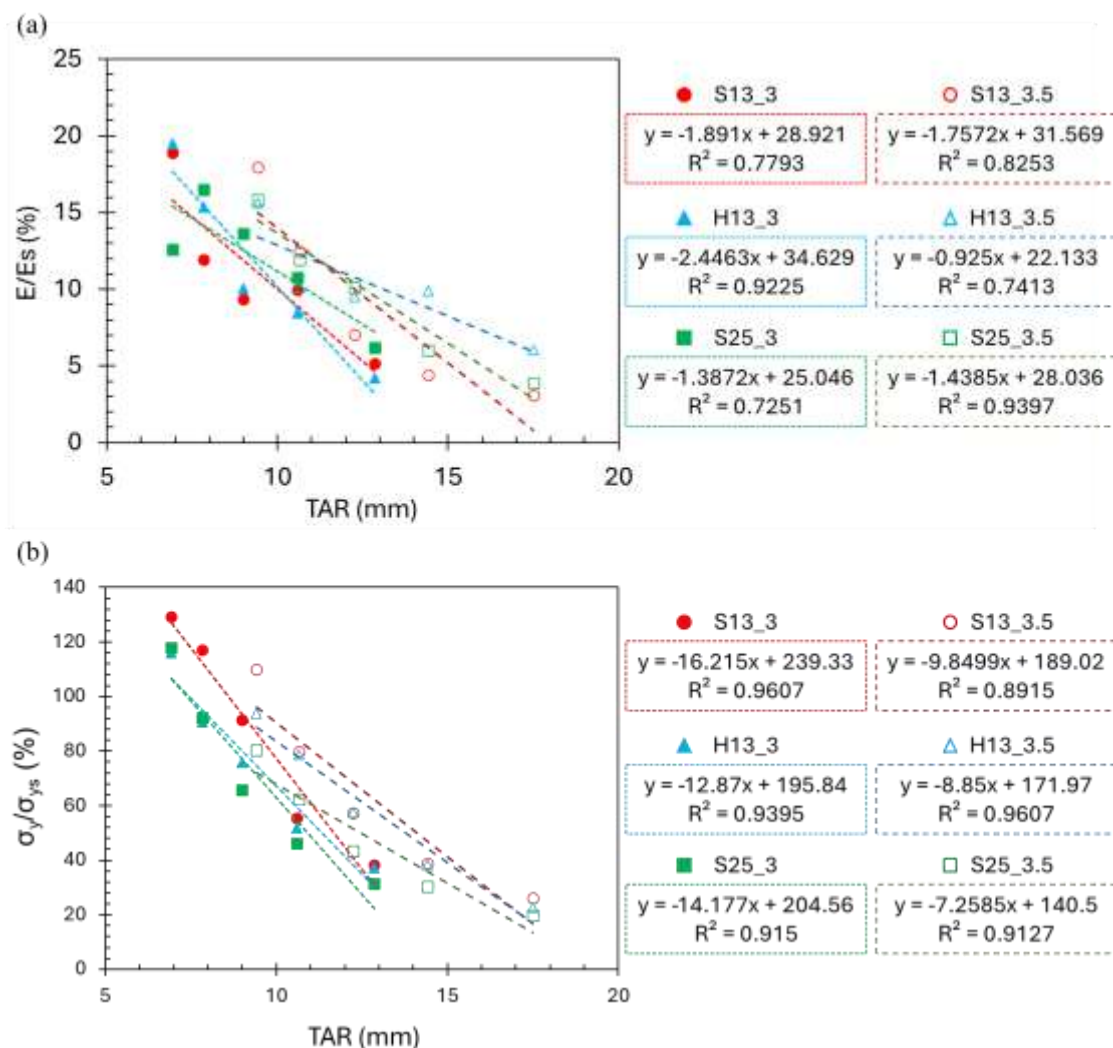 (a)
25
20
15
10
5
0
E/Es (%)
5 10 15 20
TAR (mm)
S13_3 S13_3.5
y = -1.891x + 28.921 y = -1.7572x + 31.569
R² = 0.7793 R² = 0.8253
H13_3 H13_3.5
y = -2.4463x + 34.629 y = -0.925x + 22.133
R² = 0.9225 R² = 0.7413
S25_3 S25_3.5
y = -1.3872x + 25.046 y = -1.4385x + 28.036
R² = 0.7251 R² = 0.9397
(b)
140
120
100
80
60
40
20
0
σy/σys (%)
5 10 15 20
TAR (mm)
S13_3 S13_3.5
y = -16.215x + 239.33 y = -9.8499x + 189.02
R² = 0.9607 R² = 0.8915
H13_3 H13_3.5
y = -12.87x + 195.84 y = -8.85x + 171.97
R² = 0.9395 R² = 0.9607
S25_3 S25_3.5
y = -14.177x + 204.56 y = -7.2585x + 140.5
R² = 0.915 R² = 0.9127